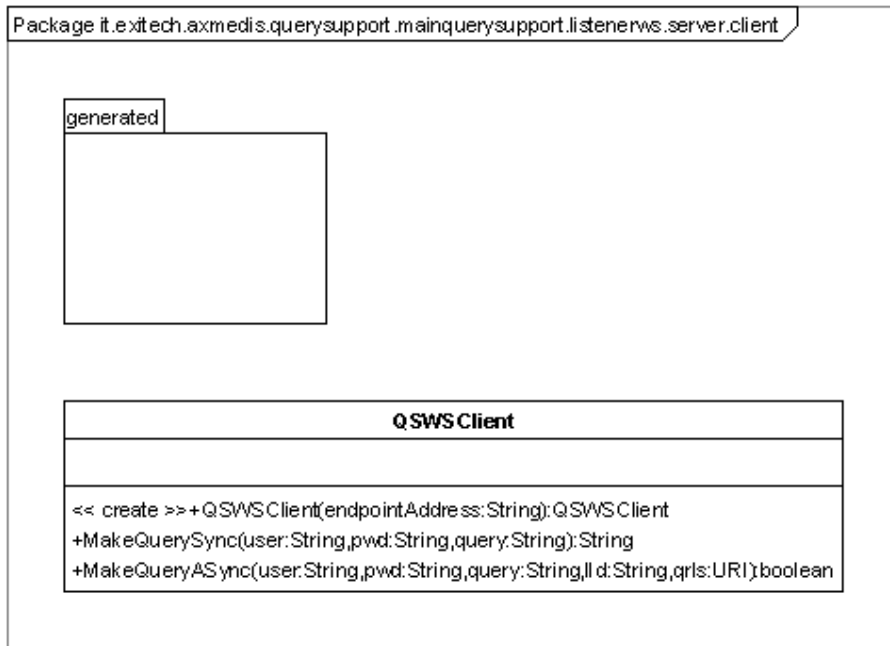 Package it.exitech.axmedis.querysupport.mainquerysupport.listenerws.server.client
generated
QSWSClient
<< create >>+QSWSClient(endpointAddress:String):QSWSClient
+MakeQuerySync(user:String,pwd:String,query:String):String
+MakeQueryASync(user:String,pwd:String,query:String,lId:String,qrls:URI):boolean